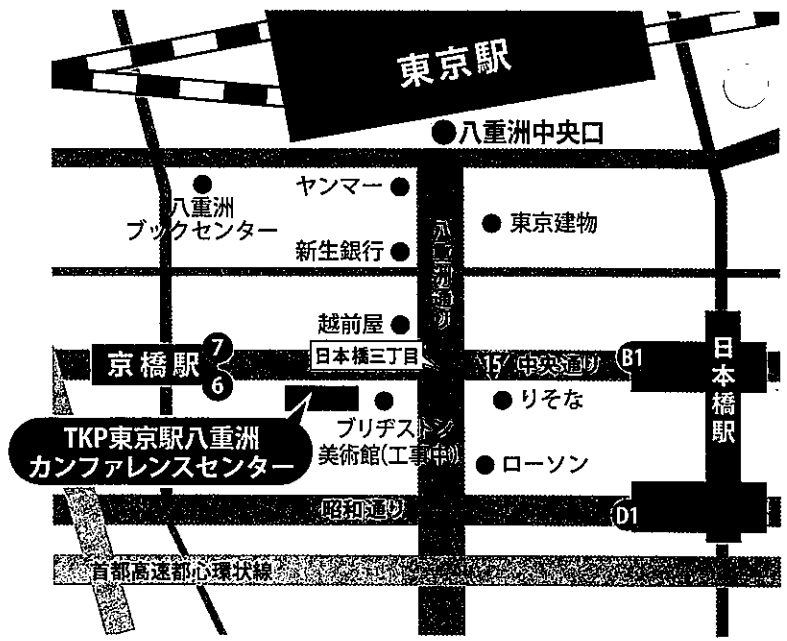 東京駅
八重洲中央口
ヤンマー
八重洲
ブックセンター
東京建物
八重洲通り
新生銀行
越前屋
日本橋三丁目
京橋駅
7
6
15
中央通り
B1
日本橋駅
りそな
ブリヂストン
美術館(工事中)
TKP東京駅八重洲
カンファレンスセンター
ローソン
昭和通り
D1
首都高速都心環状線